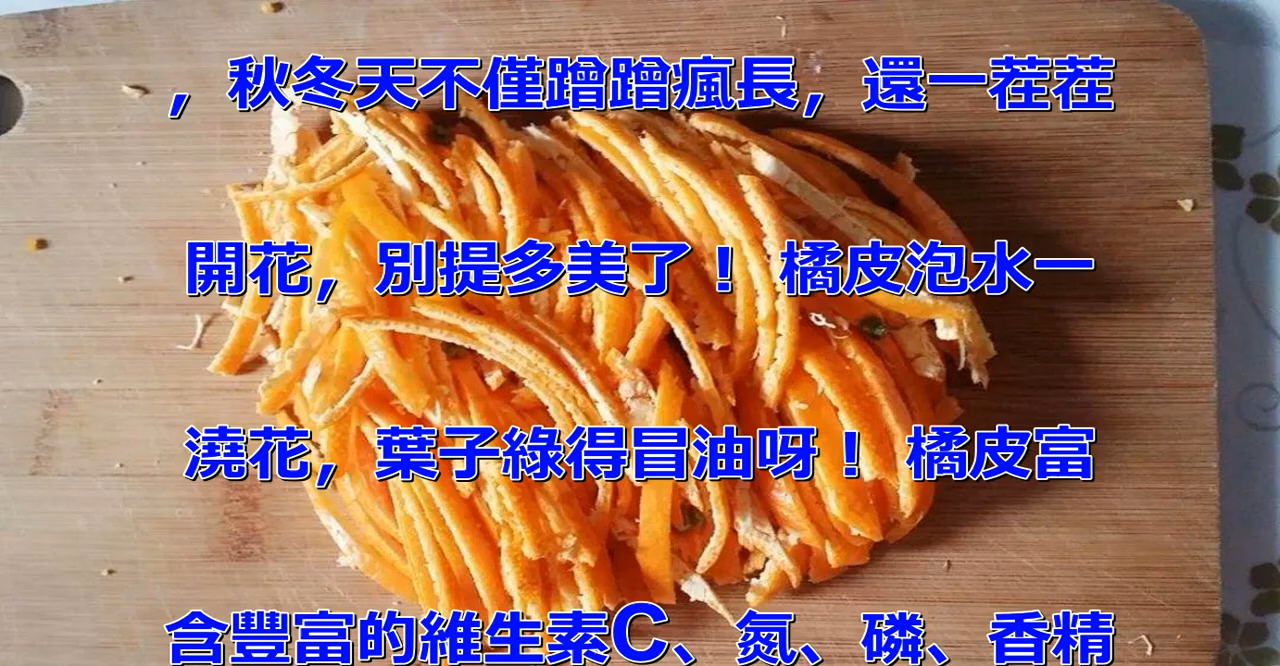 ，秋冬天不僅蹭蹭瘋長，還一茬茬
開花，別提多美了！ 橘皮泡水一
澆花，葉子綠得冒油呀！ 橘皮富
含豐富的維生素C、氮、磷、香精